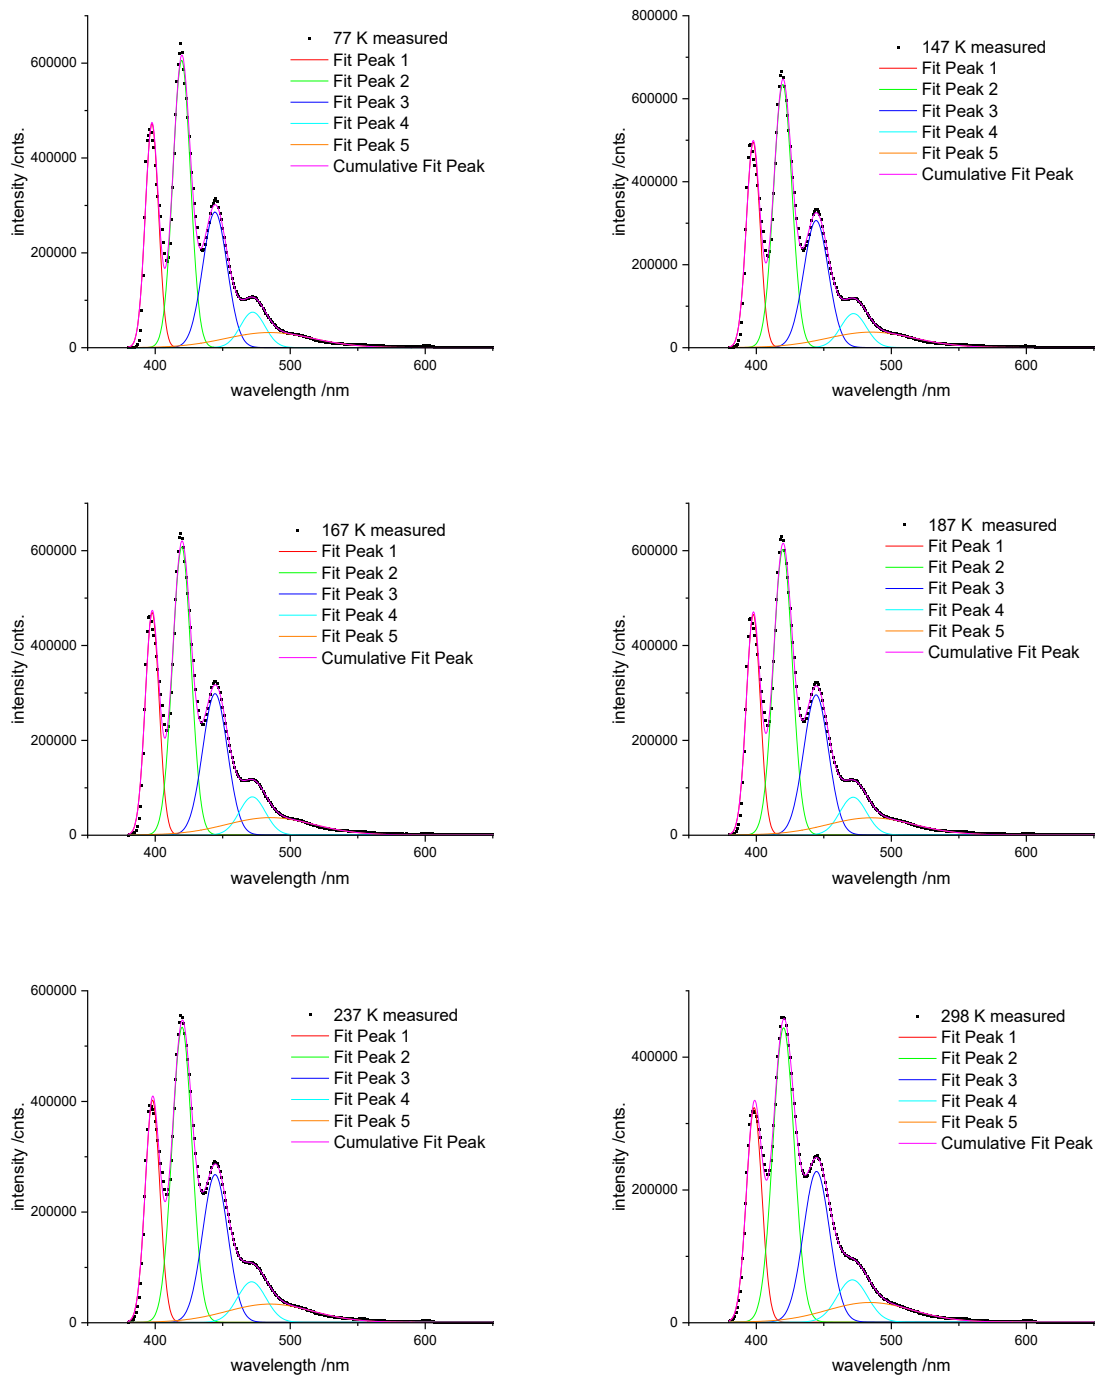 77 K measured
Fit Peak 1
Fit Peak 2
Fit Peak 3
Fit Peak 4
Fit Peak 5
Cumulative Fit Peak
600000
400000
200000
0
400
500
600
intensity /cnts.
wavelength /nm
147 K measured
Fit Peak 1
Fit Peak 2
Fit Peak 3
Fit Peak 4
Fit Peak 5
Cumulative Fit Peak
800000
600000
400000
200000
0
400
500
600
intensity /cnts.
wavelength /nm
167 K measured
Fit Peak 1
Fit Peak 2
Fit Peak 3
Fit Peak 4
Fit Peak 5
Cumulative Fit Peak
600000
400000
200000
0
400
500
600
intensity /cnts.
wavelength /nm
187 K  measured
Fit Peak 1
Fit Peak 2
Fit Peak 3
Fit Peak 4
Fit Peak 5
Cumulative Fit Peak
600000
400000
200000
0
400
500
600
intensity /cnts.
wavelength /nm
237 K measured
Fit Peak 1
Fit Peak 2
Fit Peak 3
Fit Peak 4
Fit Peak 5
Cumulative Fit Peak
600000
400000
200000
0
400
500
600
intensity /cnts.
wavelength /nm
298 K measured
Fit Peak 1
Fit Peak 2
Fit Peak 3
Fit Peak 4
Fit Peak 5
Cumulative Fit Peak
400000
200000
0
400
500
600
intensity /cnts.
wavelength /nm